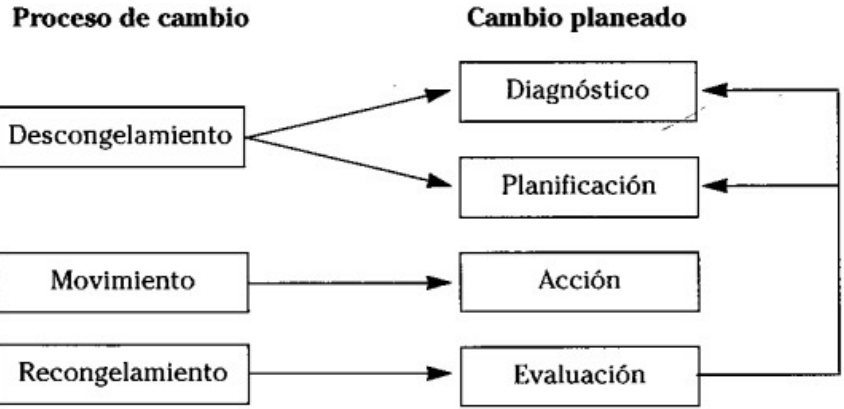 Proceso de cambio
Cambio planeado
Descongelamiento
Diagnóstico
Planificación
Movimiento
Acción
Recongelamiento
Evaluación